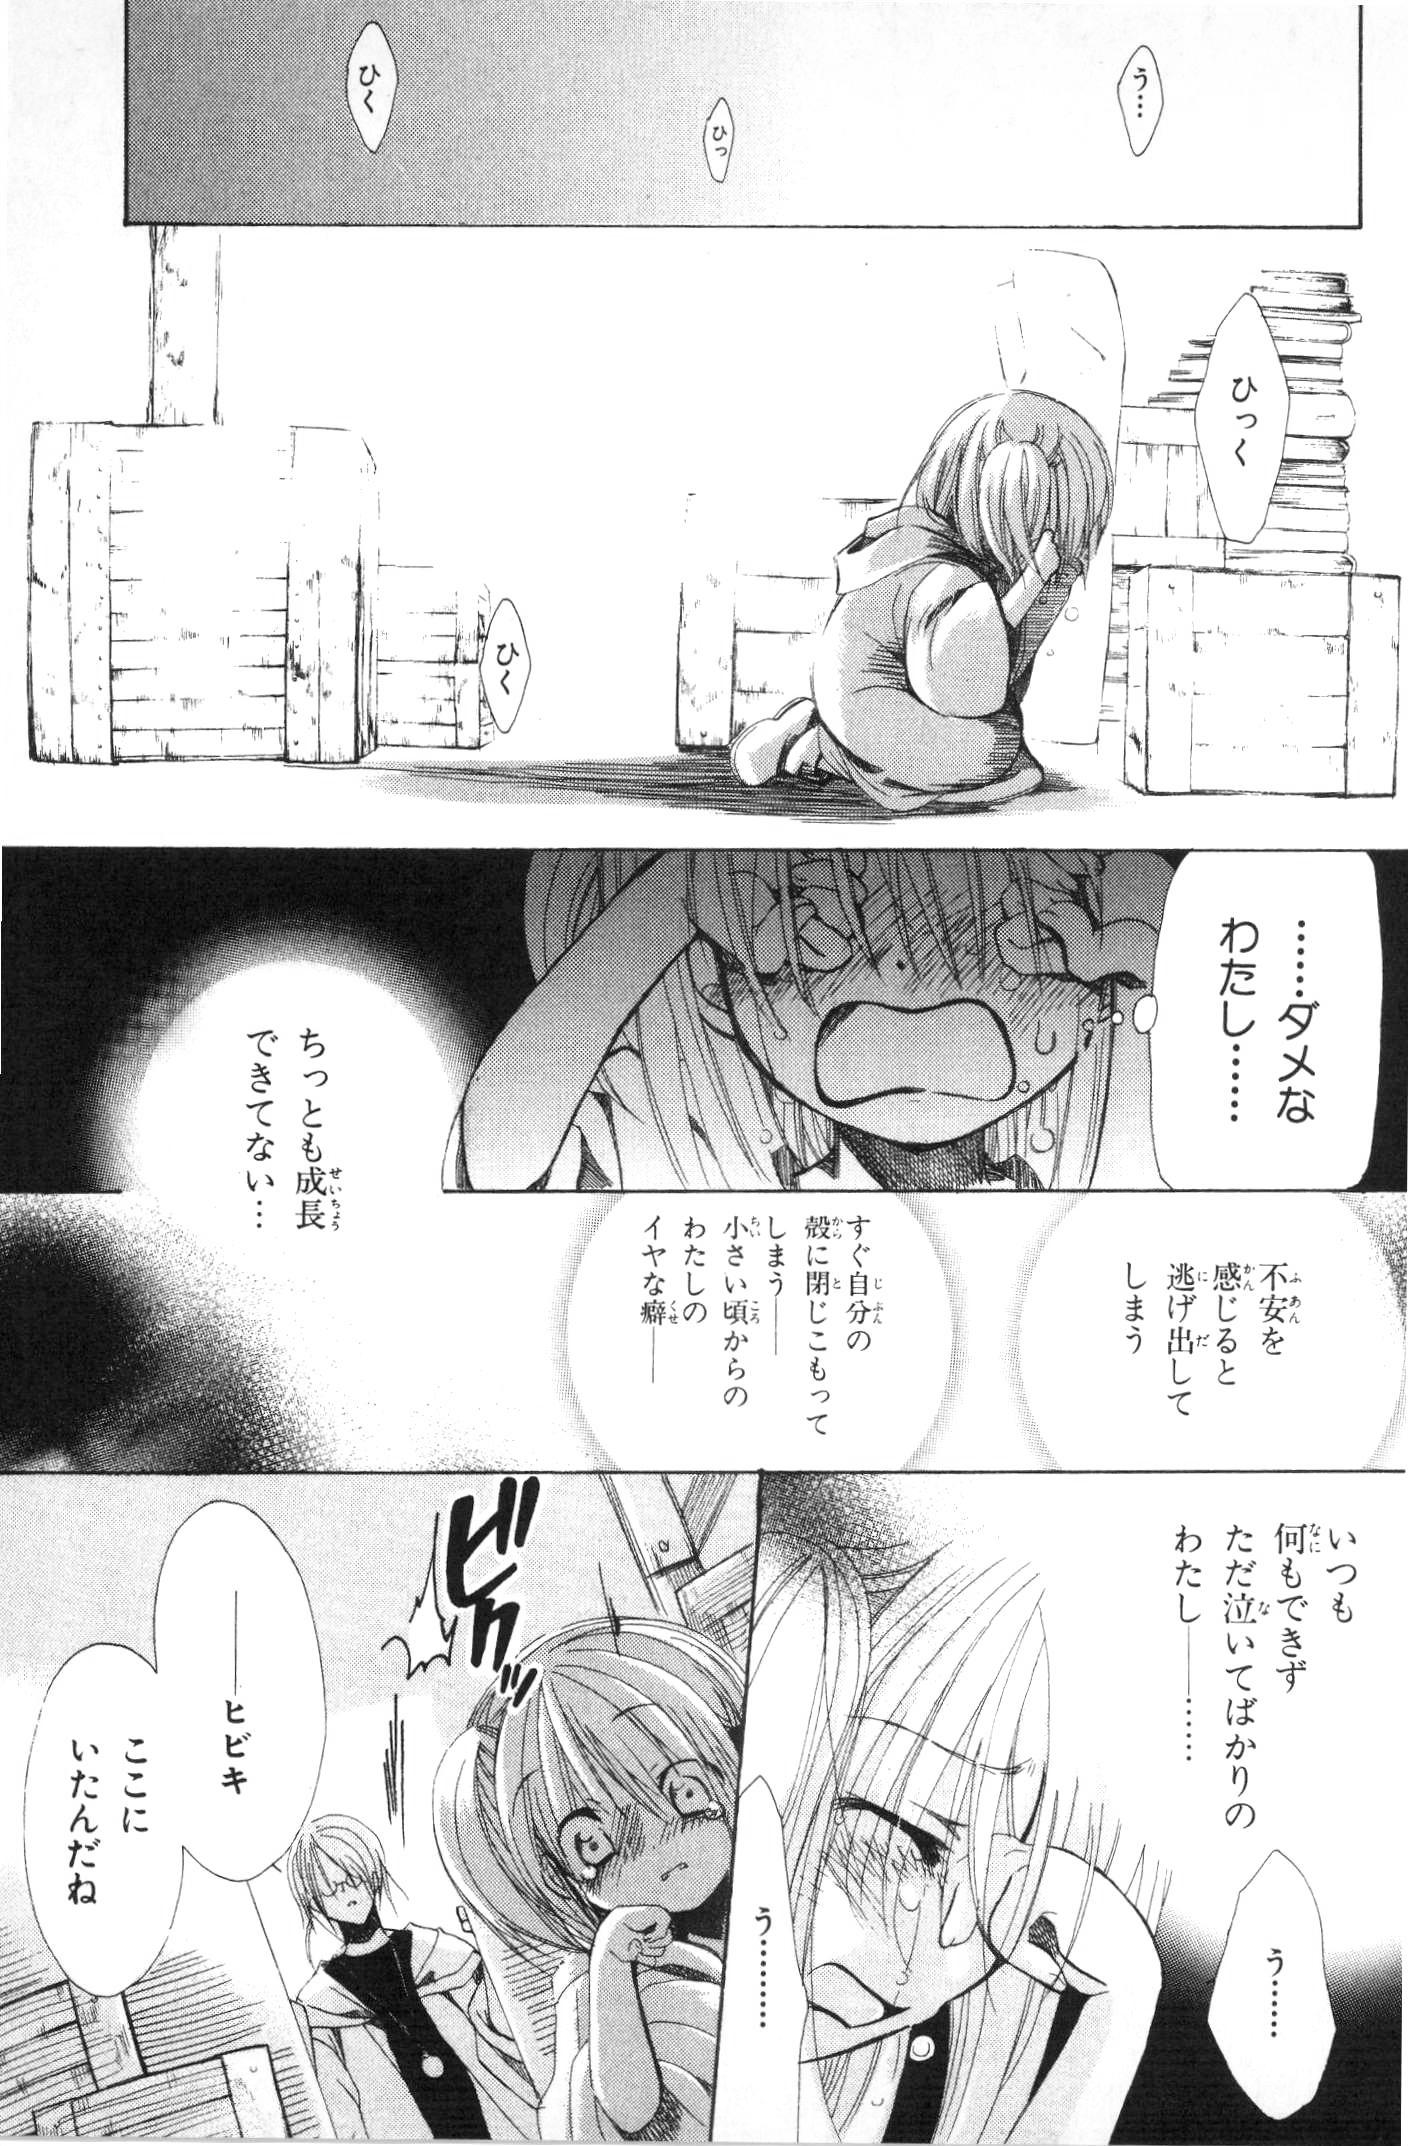 う…
ひっ
ひく
ひっく
ひく
……ダメな
わたし……
ちっとも成長
できてない…
不安を
感じると
逃げ出して
しまう
すぐ自分の
殻に閉じこもって
しまう――
小さい頃からの
わたしの
イヤな癖――
いつも
何もできず
ただ泣いてばかりの
わたし――……
う……
う………
ビクッ
――ヒビキ
ここに
いたんだね